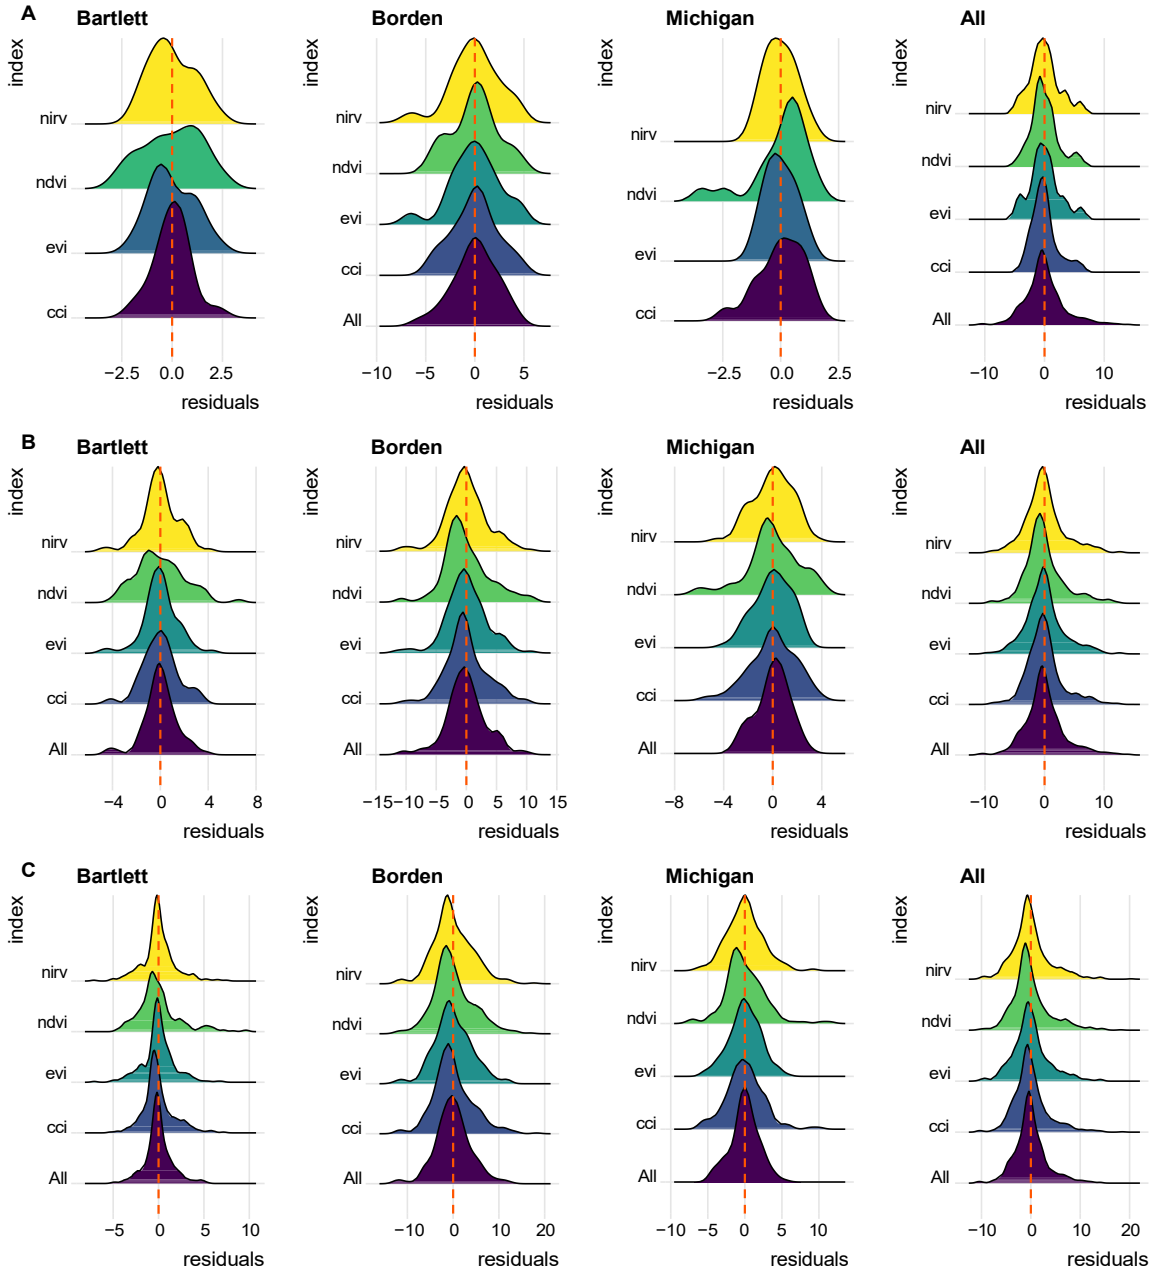 A
Bartlett Borden Michigan All
index index index index
nirv
ndvi
evi
cci
−2.5 0.0 2.5
residuals
nirv
ndvi
evi
cci
All
−10 −5 0 5
residuals
nirv
ndvi
evi
cci
−2.5 0 2.5
residuals
nirv
ndvi
evi
cci
All
−10 0 10
residuals
B
Bartlett Borden Michigan All
index index index index
nirv
ndvi
evi
cci
All
−4 0 4 8
residuals
nirv
ndvi
evi
cci
All
−15 −10 −5 0 5 10 15
residuals
nirv
ndvi
evi
cci
All
−8 −4 0 4
residuals
nirv
ndvi
evi
cci
All
−10 0 10
residuals
C
Bartlett Borden Michigan All
index index index index
nirv
ndvi
evi
cci
All
−5 0 5 10
residuals
nirv
ndvi
evi
cci
All
−10 0 10 20
residuals
nirv
ndvi
evi
cci
All
−10 −5 0 5 10
residuals
nirv
ndvi
evi
cci
All
−10 0 10 20
residuals